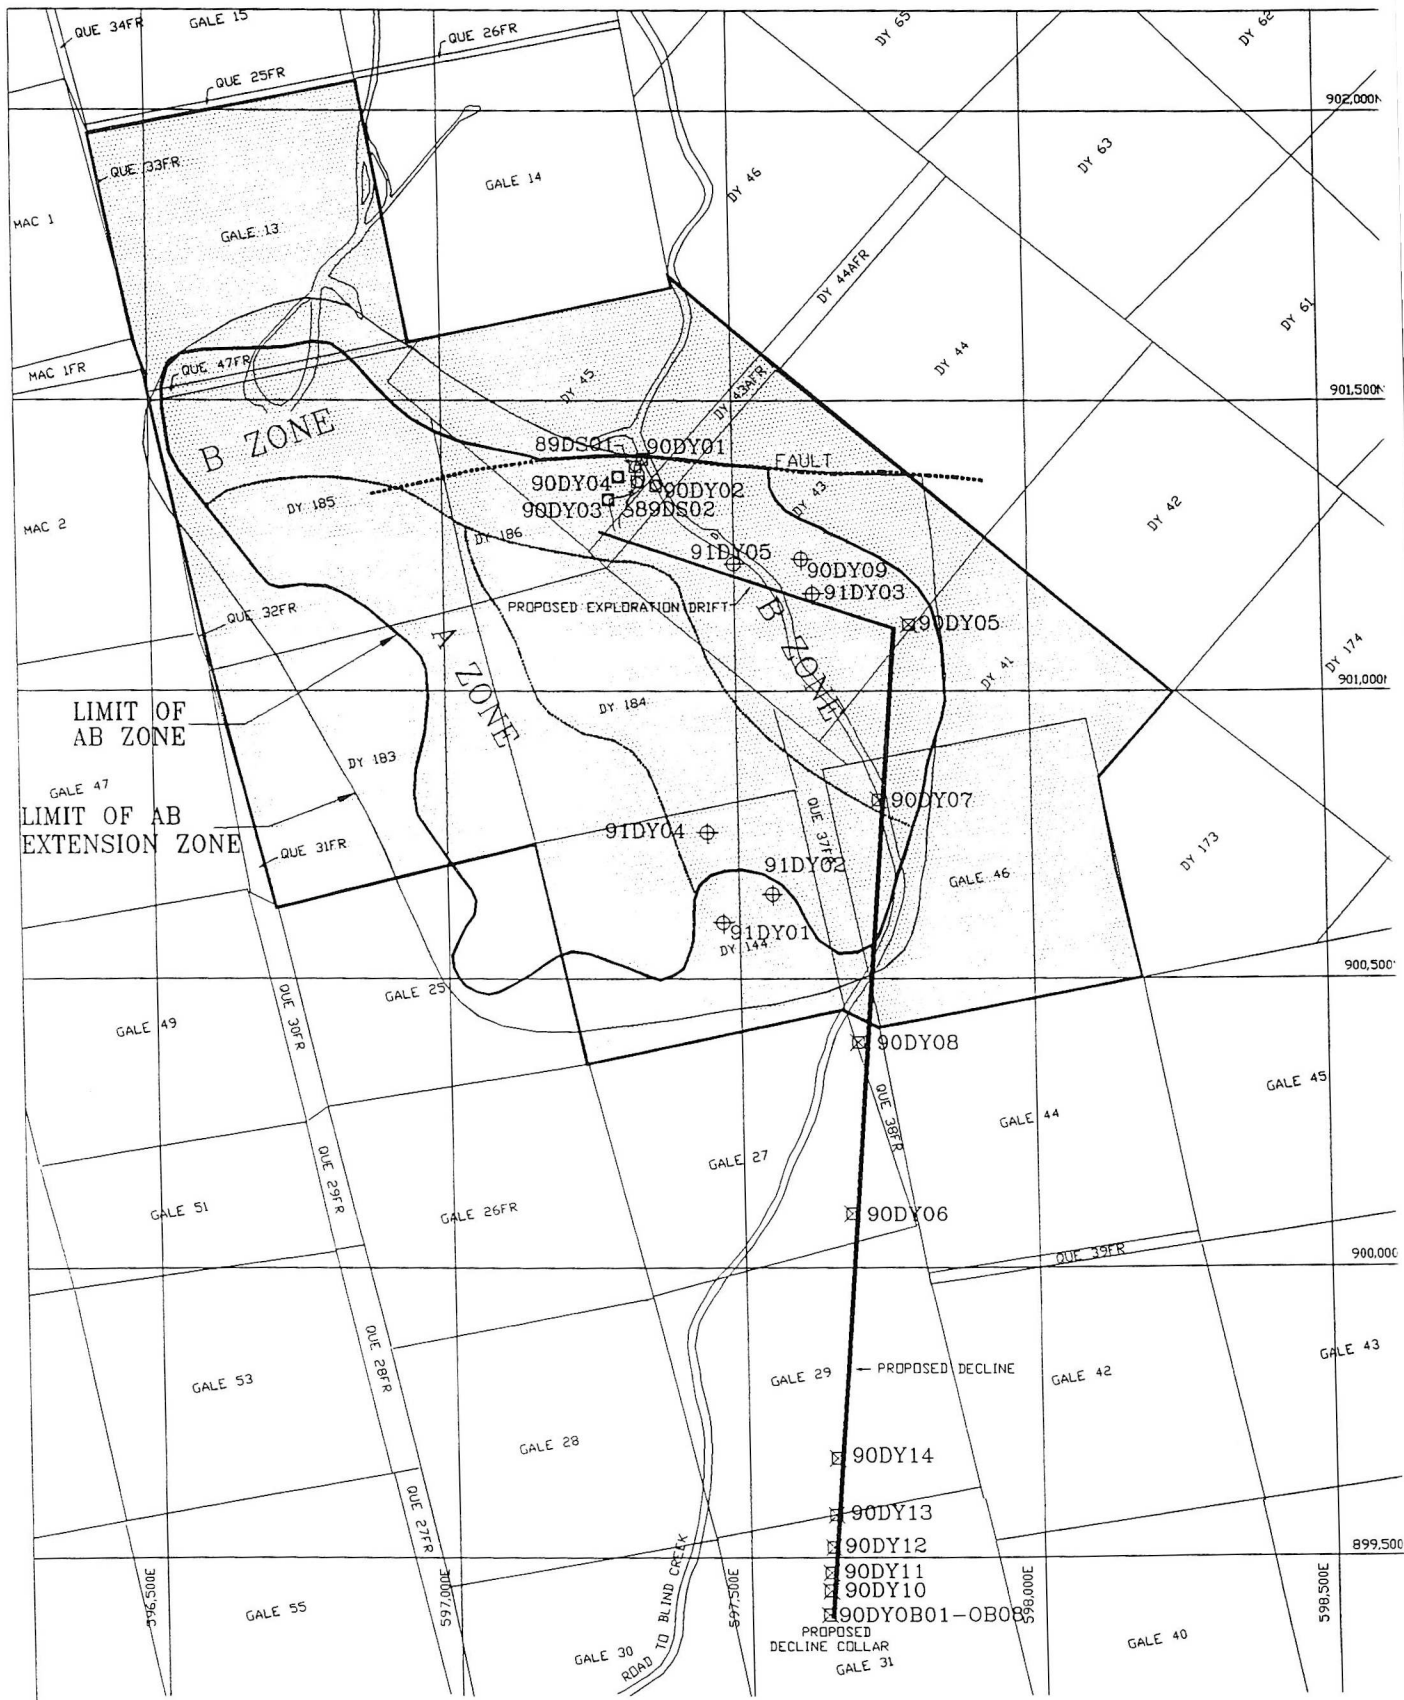 QUE 34FR
GALE 15
QUE 26FR
DY 65
DY 62
QUE 25FR
902,000N
QUE 33FR
GALE 14
DY 46
DY 63
MAC 1
GALE 13
DY 44AFR
DY 61
MAC 1FR
QUE 47FR
DY 45
DY 43AFR
DY 44
901,500N
B ZONE
89DS01
90DY01
FAULT
90DY04
90DY02
90DY03
89DS02
DY 43
DY 42
MAC 2
DY 185
DY 186
91DY05
90DY09
91DY03
PROPOSED EXPLORATION DRIFT
QUE 32FR
90DY05
A ZONE
B ZONE
DY 41
DY 174
901,000N
LIMIT OF
AB ZONE
DY 184
DY 183
GALE 47
LIMIT OF AB
EXTENSION ZONE
90DY07
QUE 37FR
91DY04
QUE 31FR
91DY02
GALE 46
DY 173
91DY01
DY 144
900,500
GALE 25
GALE 49
QUE 30FR
90DY08
GALE 45
QUE 38FR
GALE 44
GALE 27
QUE 29FR
GALE 51
GALE 26FR
90DY06
QUE 39FR
900,000
QUE 28FR
GALE 53
GALE 29
PROPOSED DECLINE
GALE 42
GALE 43
GALE 28
90DY14
QUE 27FR
90DY13
90DY12
899,500
90DY11
90DY10
90DYOB01-OB08
596,500E
597,000E
597,500E
598,000E
598,500E
GALE 55
ROAD TO BLIND CREEK
PROPOSED
DECLINE COLLAR
GALE 30
GALE 31
GALE 40